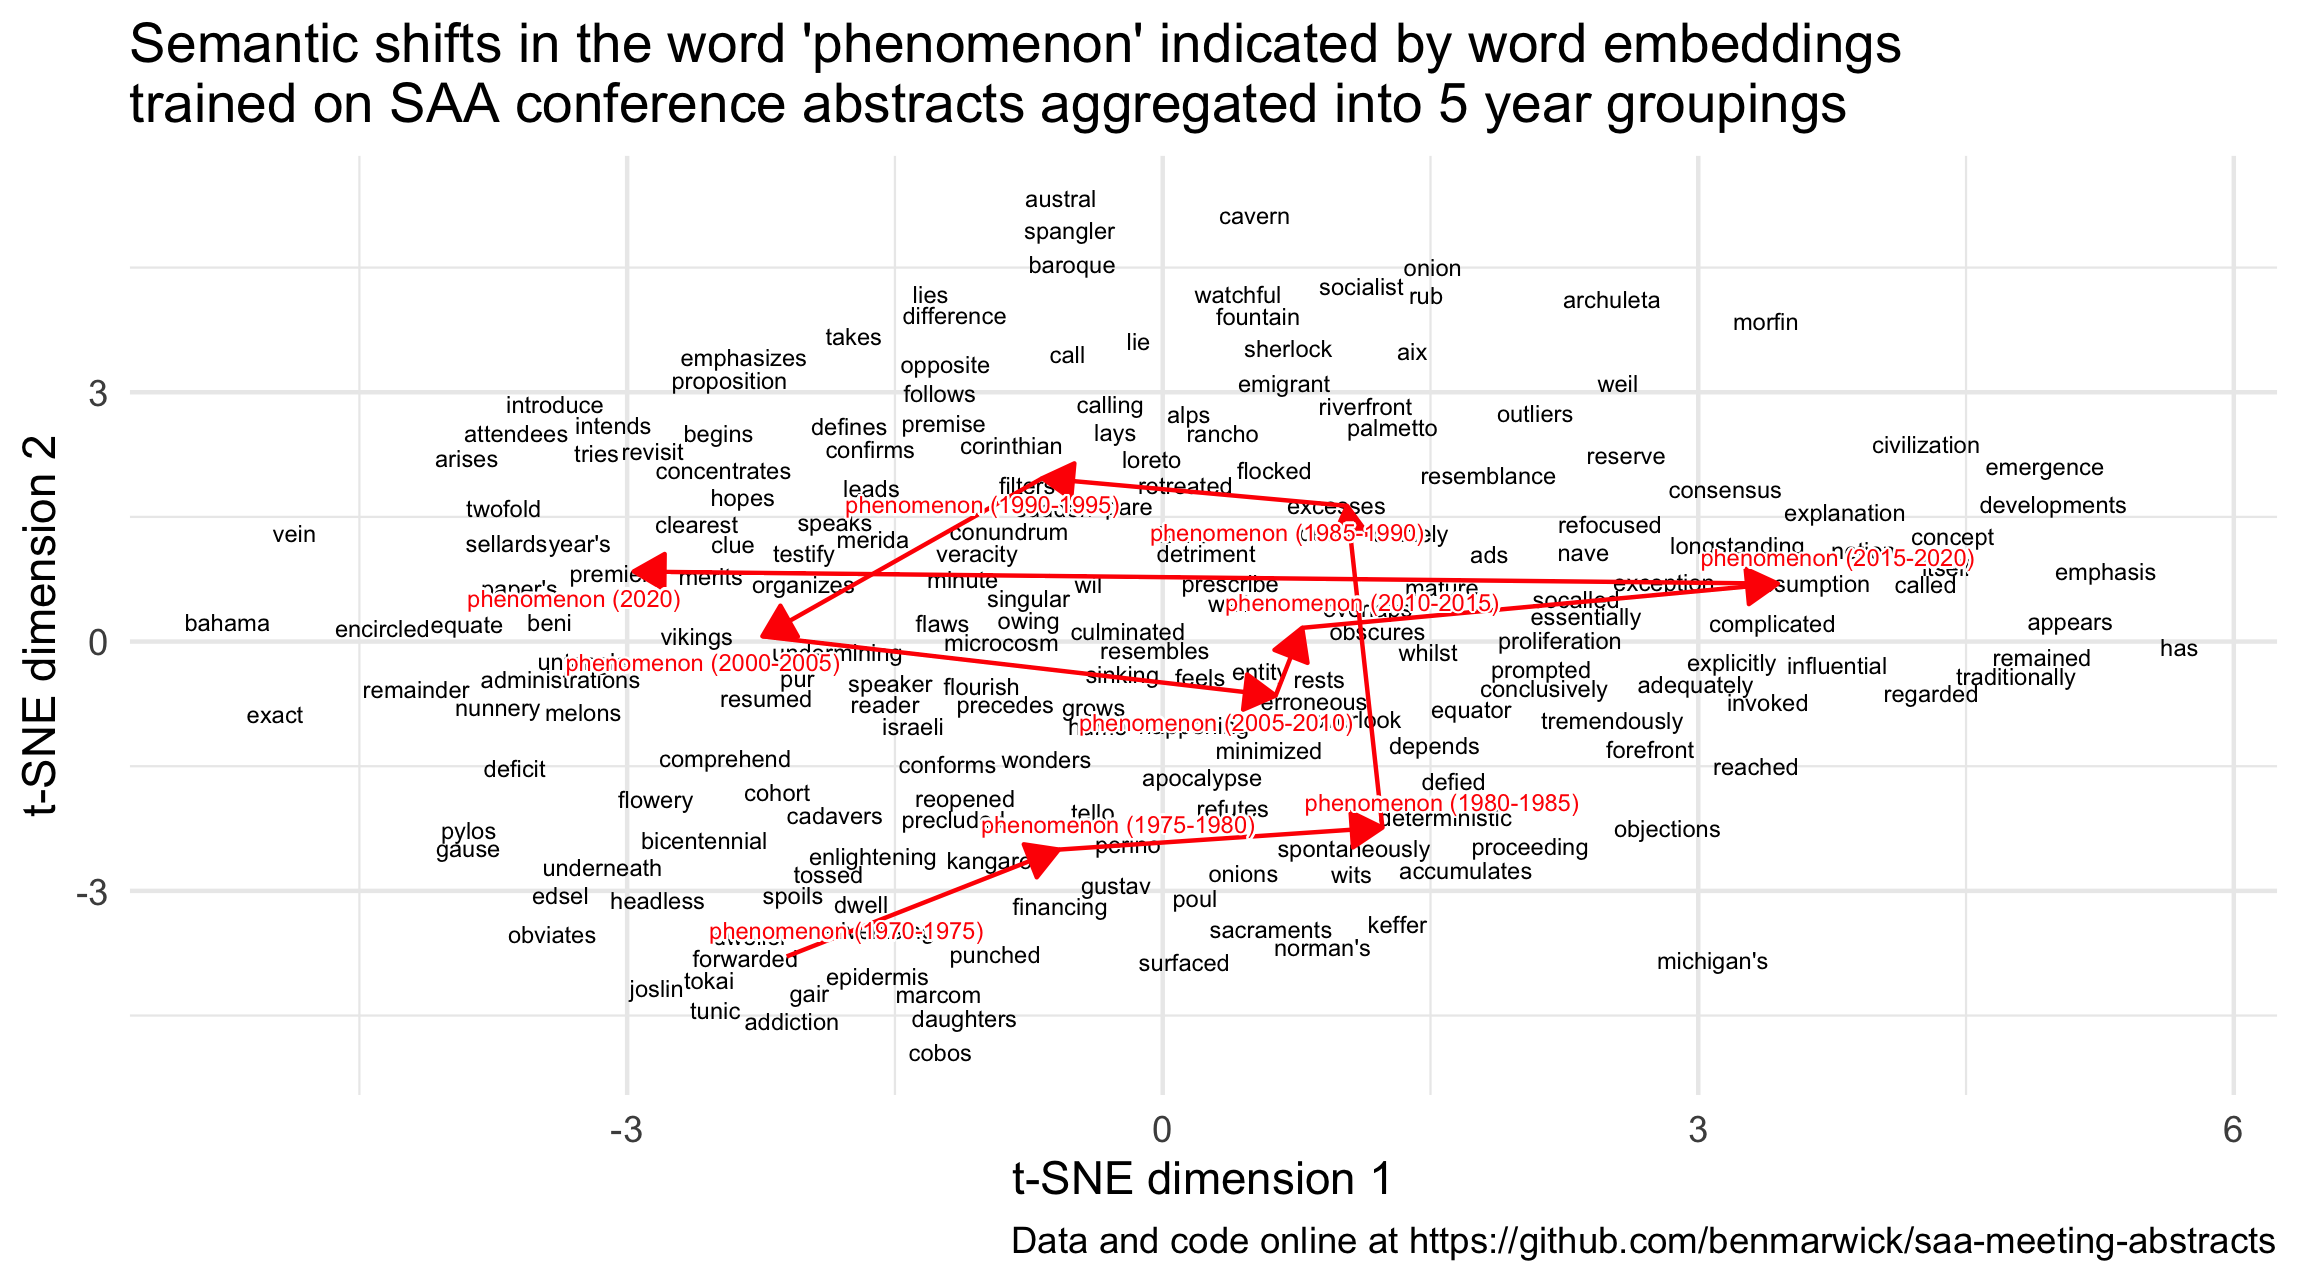 Semantic shifts in the word 'phenomenon' indicated by word embeddings
trained on SAA conference abstracts aggregated into 5 year groupings
austral
cavern
spangler
baroque
onion
lies
watchful
socialist
rub
archuleta
difference
fountain
morfin
takes
lie
call
sherlock
aix
emphasizes
opposite
proposition
emigrant
weil
follows
introduce
calling
alps
riverfront
outliers
intends
defines
premise
palmetto
attendees
begins
lays
rancho
tries
revisit
confirms
corinthian
civilization
arises
concentrates
loreto
flocked
reserve
emergence
resemblance
leads
filters
retreated
consensus
hopes
phenomenon (1990-1995)
excesses
developments
twofold
explanation
clearest
speaks
conundrum
phenomenon (1985-1990)
refocused
vein
sellards
year's
clue
merida
concept
longstanding
testify
veracity
detriment
ads
nave
phenomenon (2015-2020)
premier
merits
organizes
minute
wil
prescribe
mature
exception
called
emphasis
paper's
phenomenon (2020)
singular
phenomenon (2010-2015)
socalled
bahama
encircled
equate
beni
flaws
owing
culminated
obscures
essentially
complicated
appears
vikings
microcosm
resembles
whilst
proliferation
has
undermining
phenomenon (2000-2005)
explicitly
influential
remained
administrations
pur
sinking
feels
entity
rests
prompted
traditionally
remainder
speaker
flourish
conclusively
adequately
regarded
resumed
reader
precedes
grows
erroneous
invoked
exact
nunnery
melons
israeli
phenomenon (2005-2010)
equator
tremendously
minimized
depends
forefront
comprehend
conforms
wonders
reached
deficit
apocalypse
defied
flowery
cohort
reopened
tello
refutes
phenomenon (1980-1985)
cadavers
precluded
phenomenon (1975-1980)
deterministic
objections
pylos
gause
bicentennial
perino
spontaneously
proceeding
underneath
enlightening
tossed
onions
wits
accumulates
edsel
headless
spoils
dwell
gustav
financing
poul
obviates
phenomenon (1970-1975)
sacraments
keffer
norman's
forwarded
punched
surfaced
michigan's
joslin
tokai
epidermis
gair
marcom
tunic
addiction
daughters
cobos
3
0
-3
-3
0
3
6
t-SNE dimension 2
t-SNE dimension 1
Data and code online at https://github.com/benmarwick/saa-meeting-abstracts